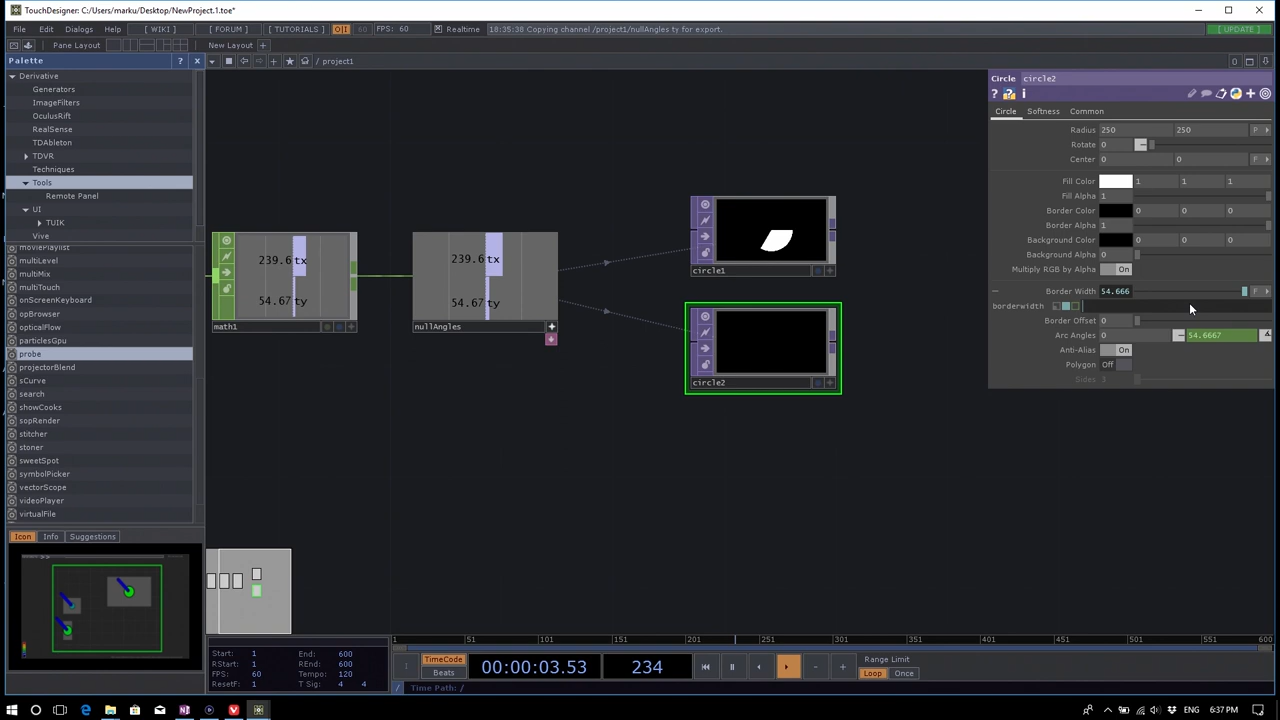 TouchDesigner: C:/Users/marku/Desktop/NewProject.1.toe*
File Edit Dialogs Help [ WIKI ] [ FORUM ] [ TUTORIALS ] O|I 60 FPS: 60 Realtime 18:35:38 Copying channel /project1/nullAngles ty for export. [ UPDATE ]
Pane Layout New Layout +
Palette ? x / project1 0
Derivative
Generators
ImageFilters
OculusRift
RealSense
TDAbleton
TDVR
Techniques
Tools
Remote Panel
UI
TUIK
Vive
moviePlaylist
multiLevel
multiMix
multiTouch
onScreenKeyboard
opBrowser
opticalFlow
particlesGpu
probe
projectorBlend
sCurve
search
showCooks
sopRender
stitcher
stoner
sweetSpot
symbolPicker
vectorScope
videoPlayer
virtualFile
Icon Info Suggestions
239.6 tx
54.67 ty
math1
239.6 tx
54.67 ty
nullAngles
circle1
circle2
Circle circle2
? ? i
Circle Softness Common
Radius 250 250 P
Rotate 0
Center 0 0 P
Fill Color 1 1 1
Fill Alpha 1
Border Color 0 0 0
Border Alpha 1
Background Color 0 0 0
Background Alpha 0
Multiply RGB by Alpha On
Border Width 54.666 P
borderwidth
Border Offset 0
Arc Angles 0 54.6667
Anti-Alias On
Polygon Off
Sides 3
1 51 101 151 201 251 301 341 401 441 501 551 600
Start: 1 End: 600
RStart: 1 REnd: 600
FPS: 60 Tempo: 120
ResetF: 1 T Sig: 4 4
TimeCode
Beats
00:00:03.53 234
- +
Range Limit
Loop Once
/ Time Path: /
ENG 6:37 PM